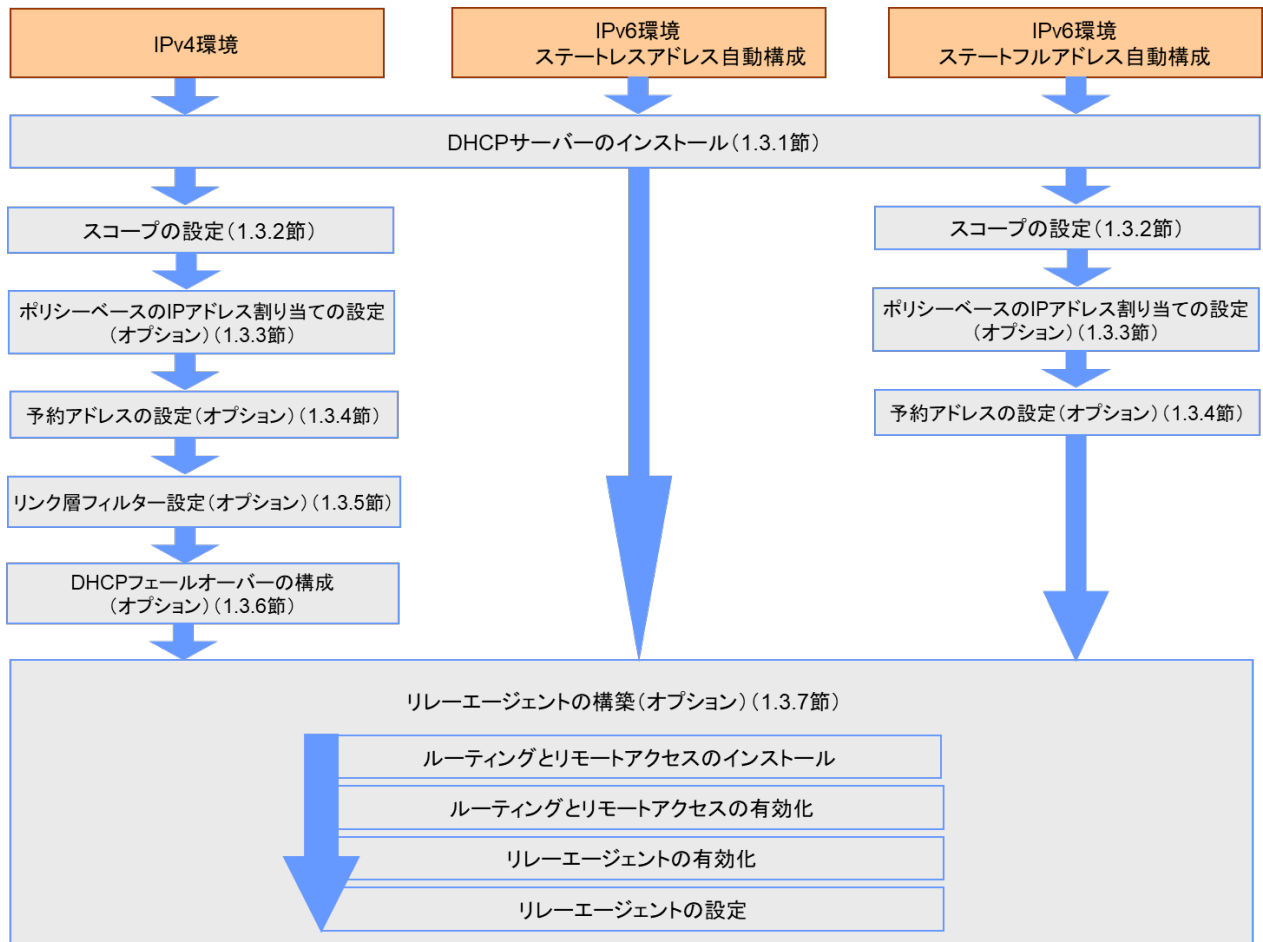 IPv4環境
IPv6環境
ステートレスアドレス自動構成
IPv6環境
ステートフルアドレス自動構成
DHCPサーバーのインストール(1.3.1節)
スコープの設定(1.3.2節)
ポリシーベースのIPアドレス割り当ての設定
(オプション)(1.3.3節)
予約アドレスの設定(オプション)(1.3.4節)
リンク層フィルター設定(オプション)(1.3.5節)
DHCPフェールオーバーの構成
(オプション)(1.3.6節)
スコープの設定(1.3.2節)
ポリシーベースのIPアドレス割り当ての設定
(オプション)(1.3.3節)
予約アドレスの設定(オプション)(1.3.4節)
リレーエージェントの構築(オプション)(1.3.7節)
ルーティングとリモートアクセスのインストール
ルーティングとリモートアクセスの有効化
リレーエージェントの有効化
リレーエージェントの設定